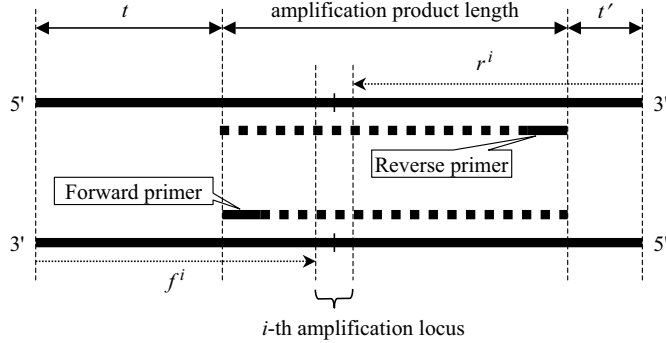 t amplification product length t′
r^i
5' 3'
Reverse primer
Forward primer
3' 5'
f^i
i-th amplification locus